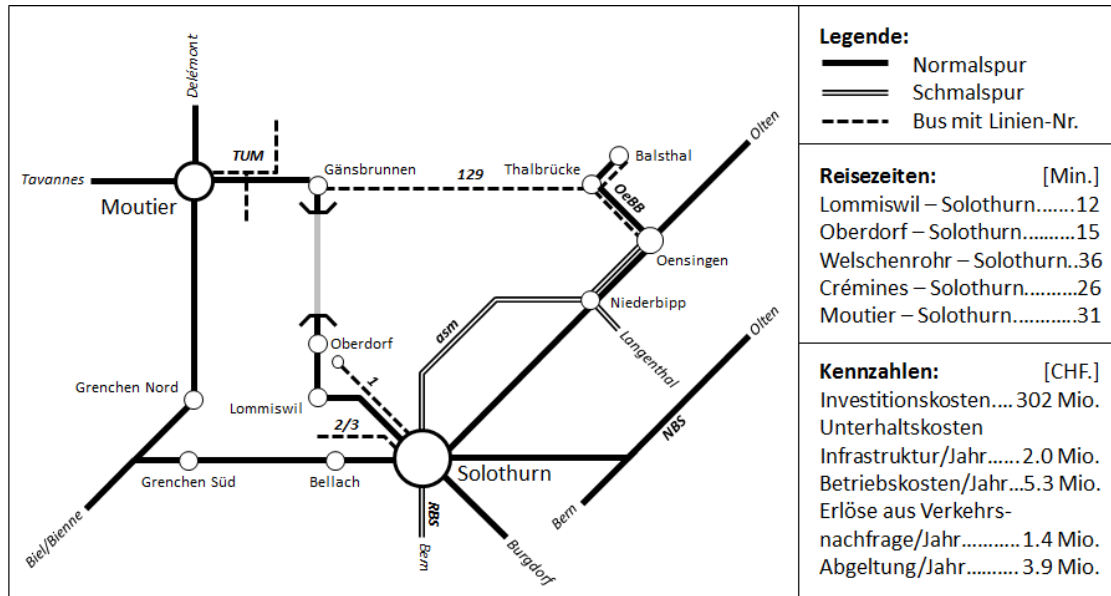 Delémont
TUM
Tavannes
Moutier
Gänsbrunnen
129
Thalbrücke
Balsthal
Olten
OeBB
Oensingen
Niederbipp
Langenthal
asm
Oberdorf
1
Lommiswil
2/3
Grenchen Nord
Grenchen Süd
Bellach
Solothurn
Biel/Bienne
RBS
Bern
Burgdorf
Bern
NBS
Olten
Legende:
Normalspur
Schmalspur
Bus mit Linien-Nr.
Reisezeiten: [Min.]
Lommiswil – Solothurn......12
Oberdorf – Solothurn.........15
Welschenrohr – Solothurn..36
Crémines – Solothurn.........26
Moutier – Solothurn............31
Kennzahlen: [CHF.]
Investitionskosten.... 302 Mio.
Unterhaltskosten
Infrastruktur/Jahr...... 2.0 Mio.
Betriebskosten/Jahr...5.3 Mio.
Erlöse aus Verkehrs-
nachfrage/Jahr........... 1.4 Mio.
Abgeltung/Jahr.......... 3.9 Mio.